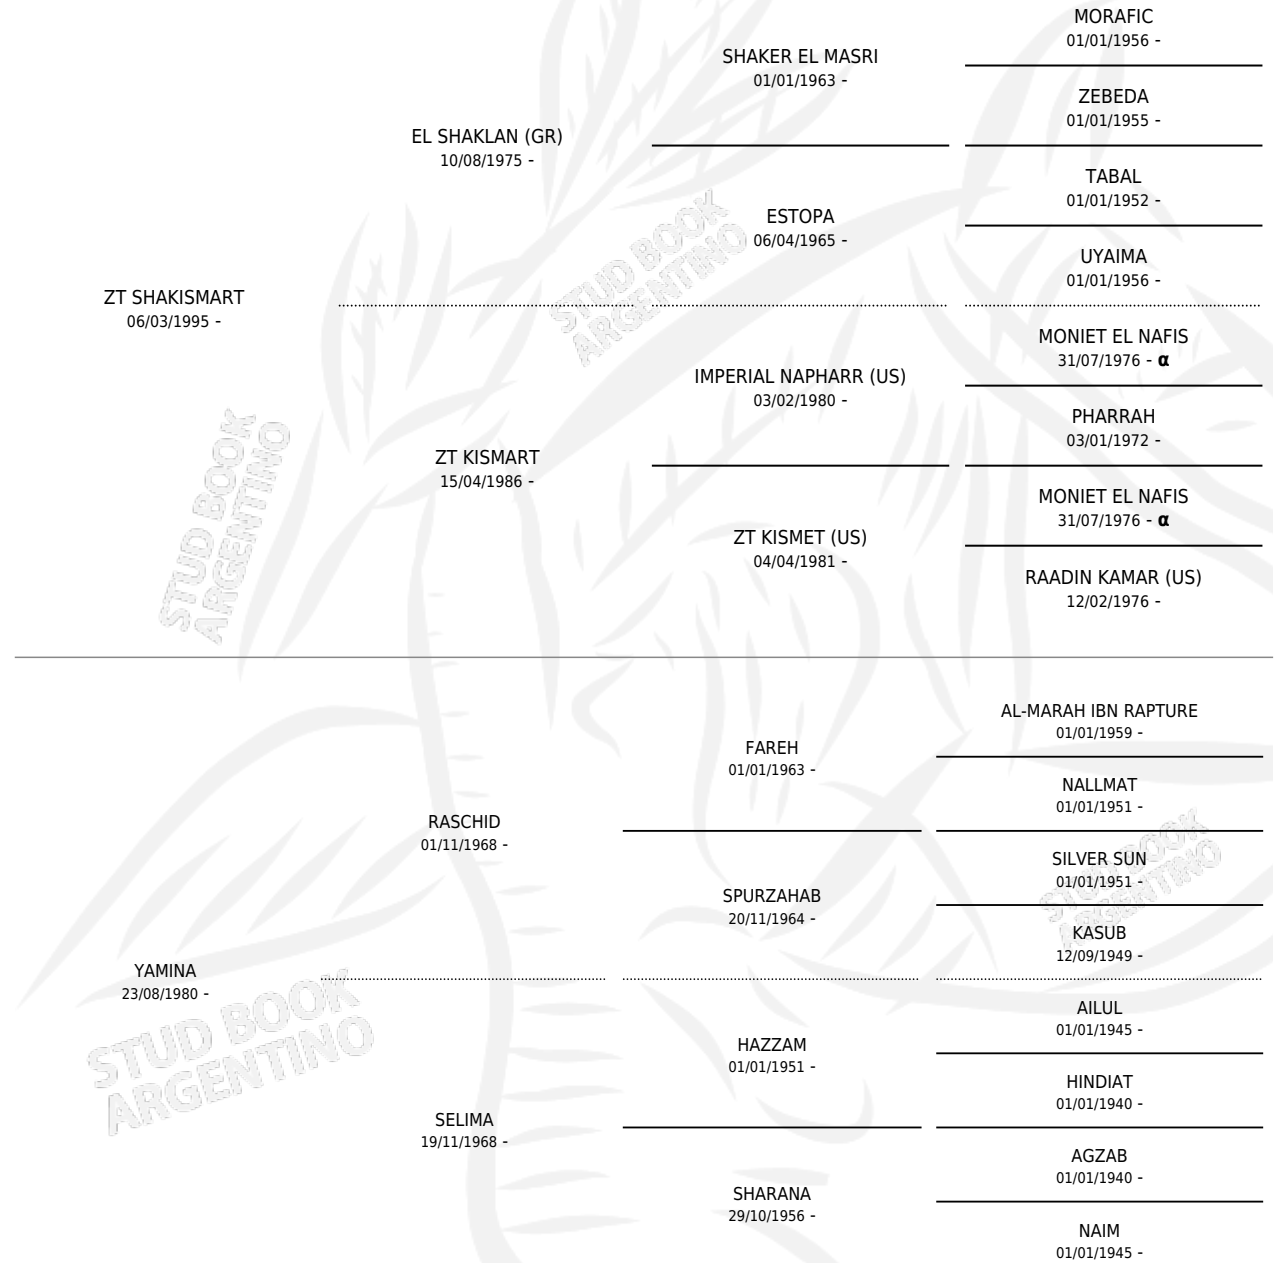 MORAFIC
01/01/1956 -
SHAKER EL MASRI
01/01/1963 -
ZEBEDA
01/01/1955 -
EL SHAKLAN (GR)
10/08/1975 -
TABAL
01/01/1952 -
ESTOPA
06/04/1965 -
UYAIMA
01/01/1956 -
ZT SHAKISMART
06/03/1995 -
MONIET EL NAFIS
31/07/1976 - α
IMPERIAL NAPHARR (US)
03/02/1980 -
PHARRAH
03/01/1972 -
ZT KISMART
15/04/1986 -
MONIET EL NAFIS
31/07/1976 - α
ZT KISMET (US)
04/04/1981 -
RAADIN KAMAR (US)
12/02/1976 -
STUD BOOK
ARGENTINO
STUD BOOK
ARGENTINO
AL-MARAH IBN RAPTURE
01/01/1959 -
FAREH
01/01/1963 -
NALLMAT
01/01/1951 -
RASCHID
01/11/1968 -
SILVER SUN
01/01/1951 -
SPURZAHAB
20/11/1964 -
KASUB
12/09/1949 -
YAMINA
23/08/1980 -
AILUL
01/01/1945 -
HAZZAM
01/01/1951 -
HINDIAT
01/01/1940 -
SELIMA
19/11/1968 -
AGZAB
01/01/1940 -
SHARANA
29/10/1956 -
NAIM
01/01/1945 -
STUD BOOK
ARGENTINO
STUD BOOK
ARGENTINO